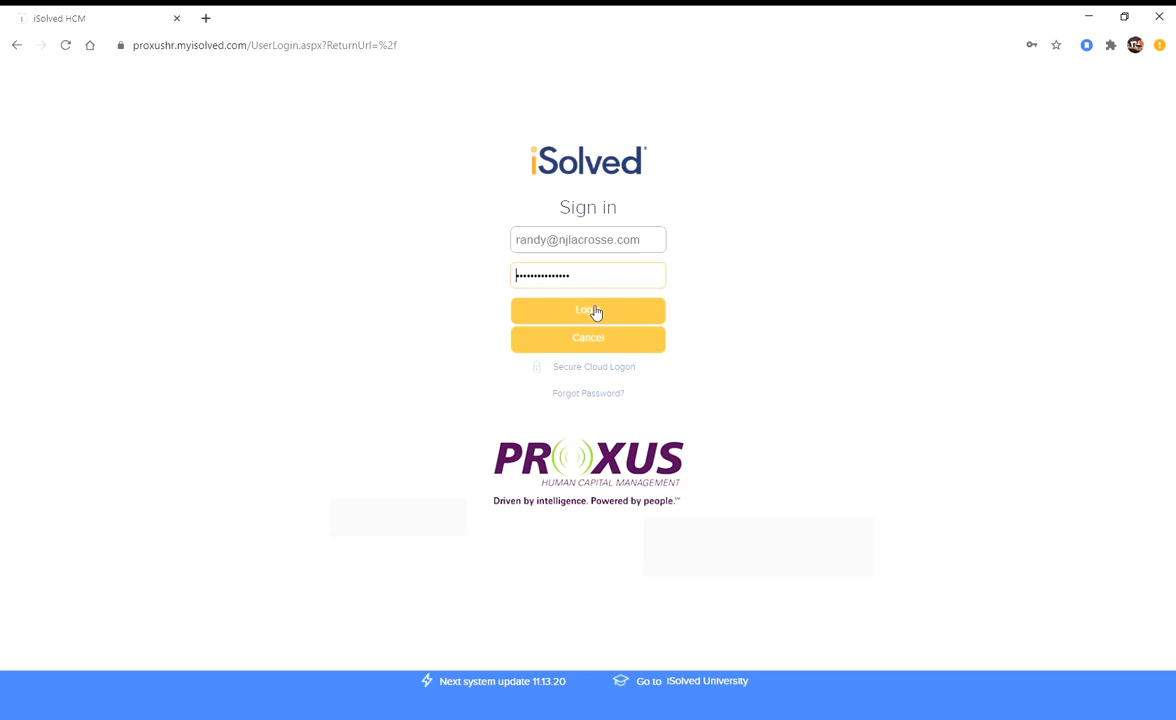 iSolved HCM
proxushr.myisolved.com/UserLogin.aspx?ReturnUrl=%2f
iSolved
Sign in
randy@njlacrosse.com
Cancel
Secure Cloud Logon
Forgot Password?
PROXUS
HUMAN CAPITAL MANAGEMENT
Driven by intelligence. Powered by people.℠
Next system update 11.13.20 Go to iSolved University